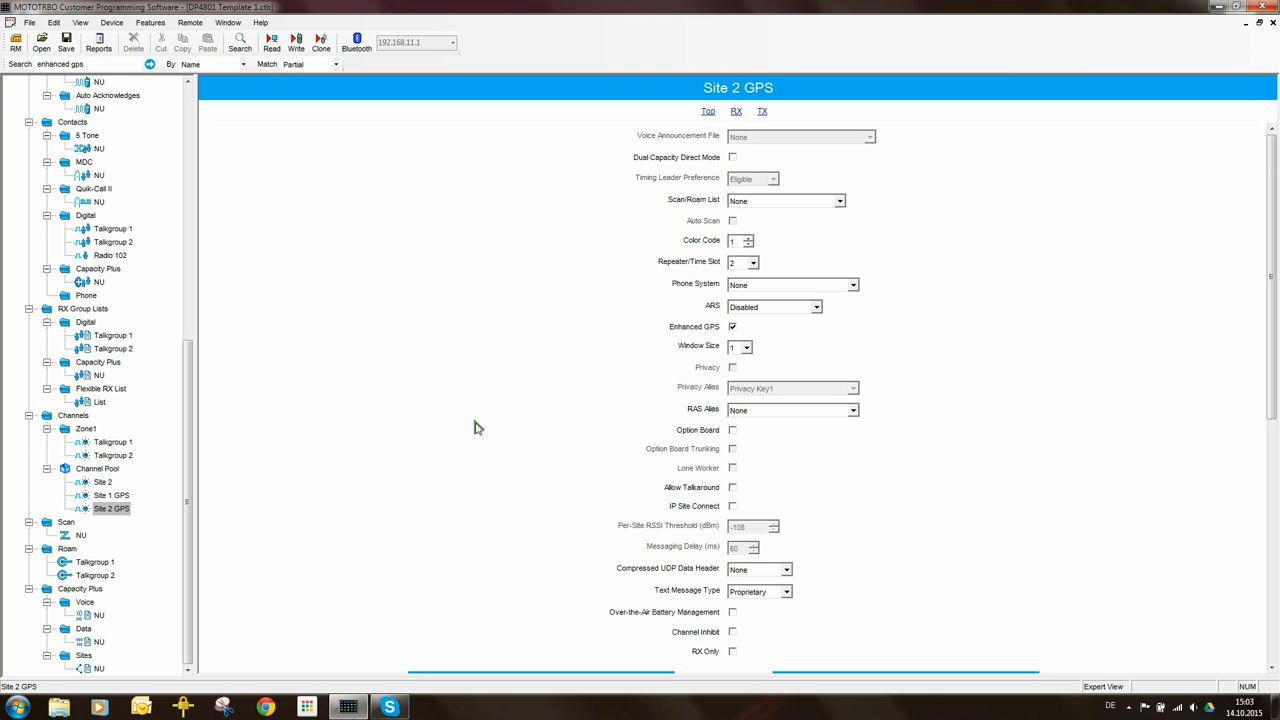 MOTOTRBO Customer Programming Software - [DP4801 Template 1.ctb]
File Edit View Device Features Remote Window Help
RM Open Save Reports Delete Cut Copy Paste Search Read Write Clone Bluetooth 192.168.11.1
Search enhanced gps By Name Match Partial
NU
Auto Acknowledges
NU
Contacts
5 Tone
NU
MDC
NU
Quik-Call II
NU
Digital
Talkgroup 1
Talkgroup 2
Radio 102
Capacity Plus
NU
Phone
RX Group Lists
Digital
Talkgroup 1
Talkgroup 2
Capacity Plus
NU
Flexible RX List
List
Channels
Zone1
Talkgroup 1
Talkgroup 2
Channel Pool
Site 2
Site 1 GPS
Site 2 GPS
Scan
NU
Roam
Talkgroup 1
Talkgroup 2
Capacity Plus
Voice
NU
Data
NU
Sites
NU
Site 2 GPS
Top RX TX
Voice Announcement File None
Dual Capacity Direct Mode
Timing Leader Preference Eligible
Scan/Roam List None
Auto Scan
Color Code 1
Repeater/Time Slot 2
Phone System None
ARS Disabled
Enhanced GPS
Window Size 1
Privacy
Privacy Alias Privacy Key1
RAS Alias None
Option Board
Option Board Trunking
Lone Worker
Allow Talkaround
IP Site Connect
Per-Site RSSI Threshold (dBm) -108
Messaging Delay (ms) 60
Compressed UDP Data Header None
Text Message Type Proprietary
Over-the-Air Battery Management
Channel Inhibit
RX Only
Site 2 GPS Expert View NUM
DE 15:03
14.10.2015